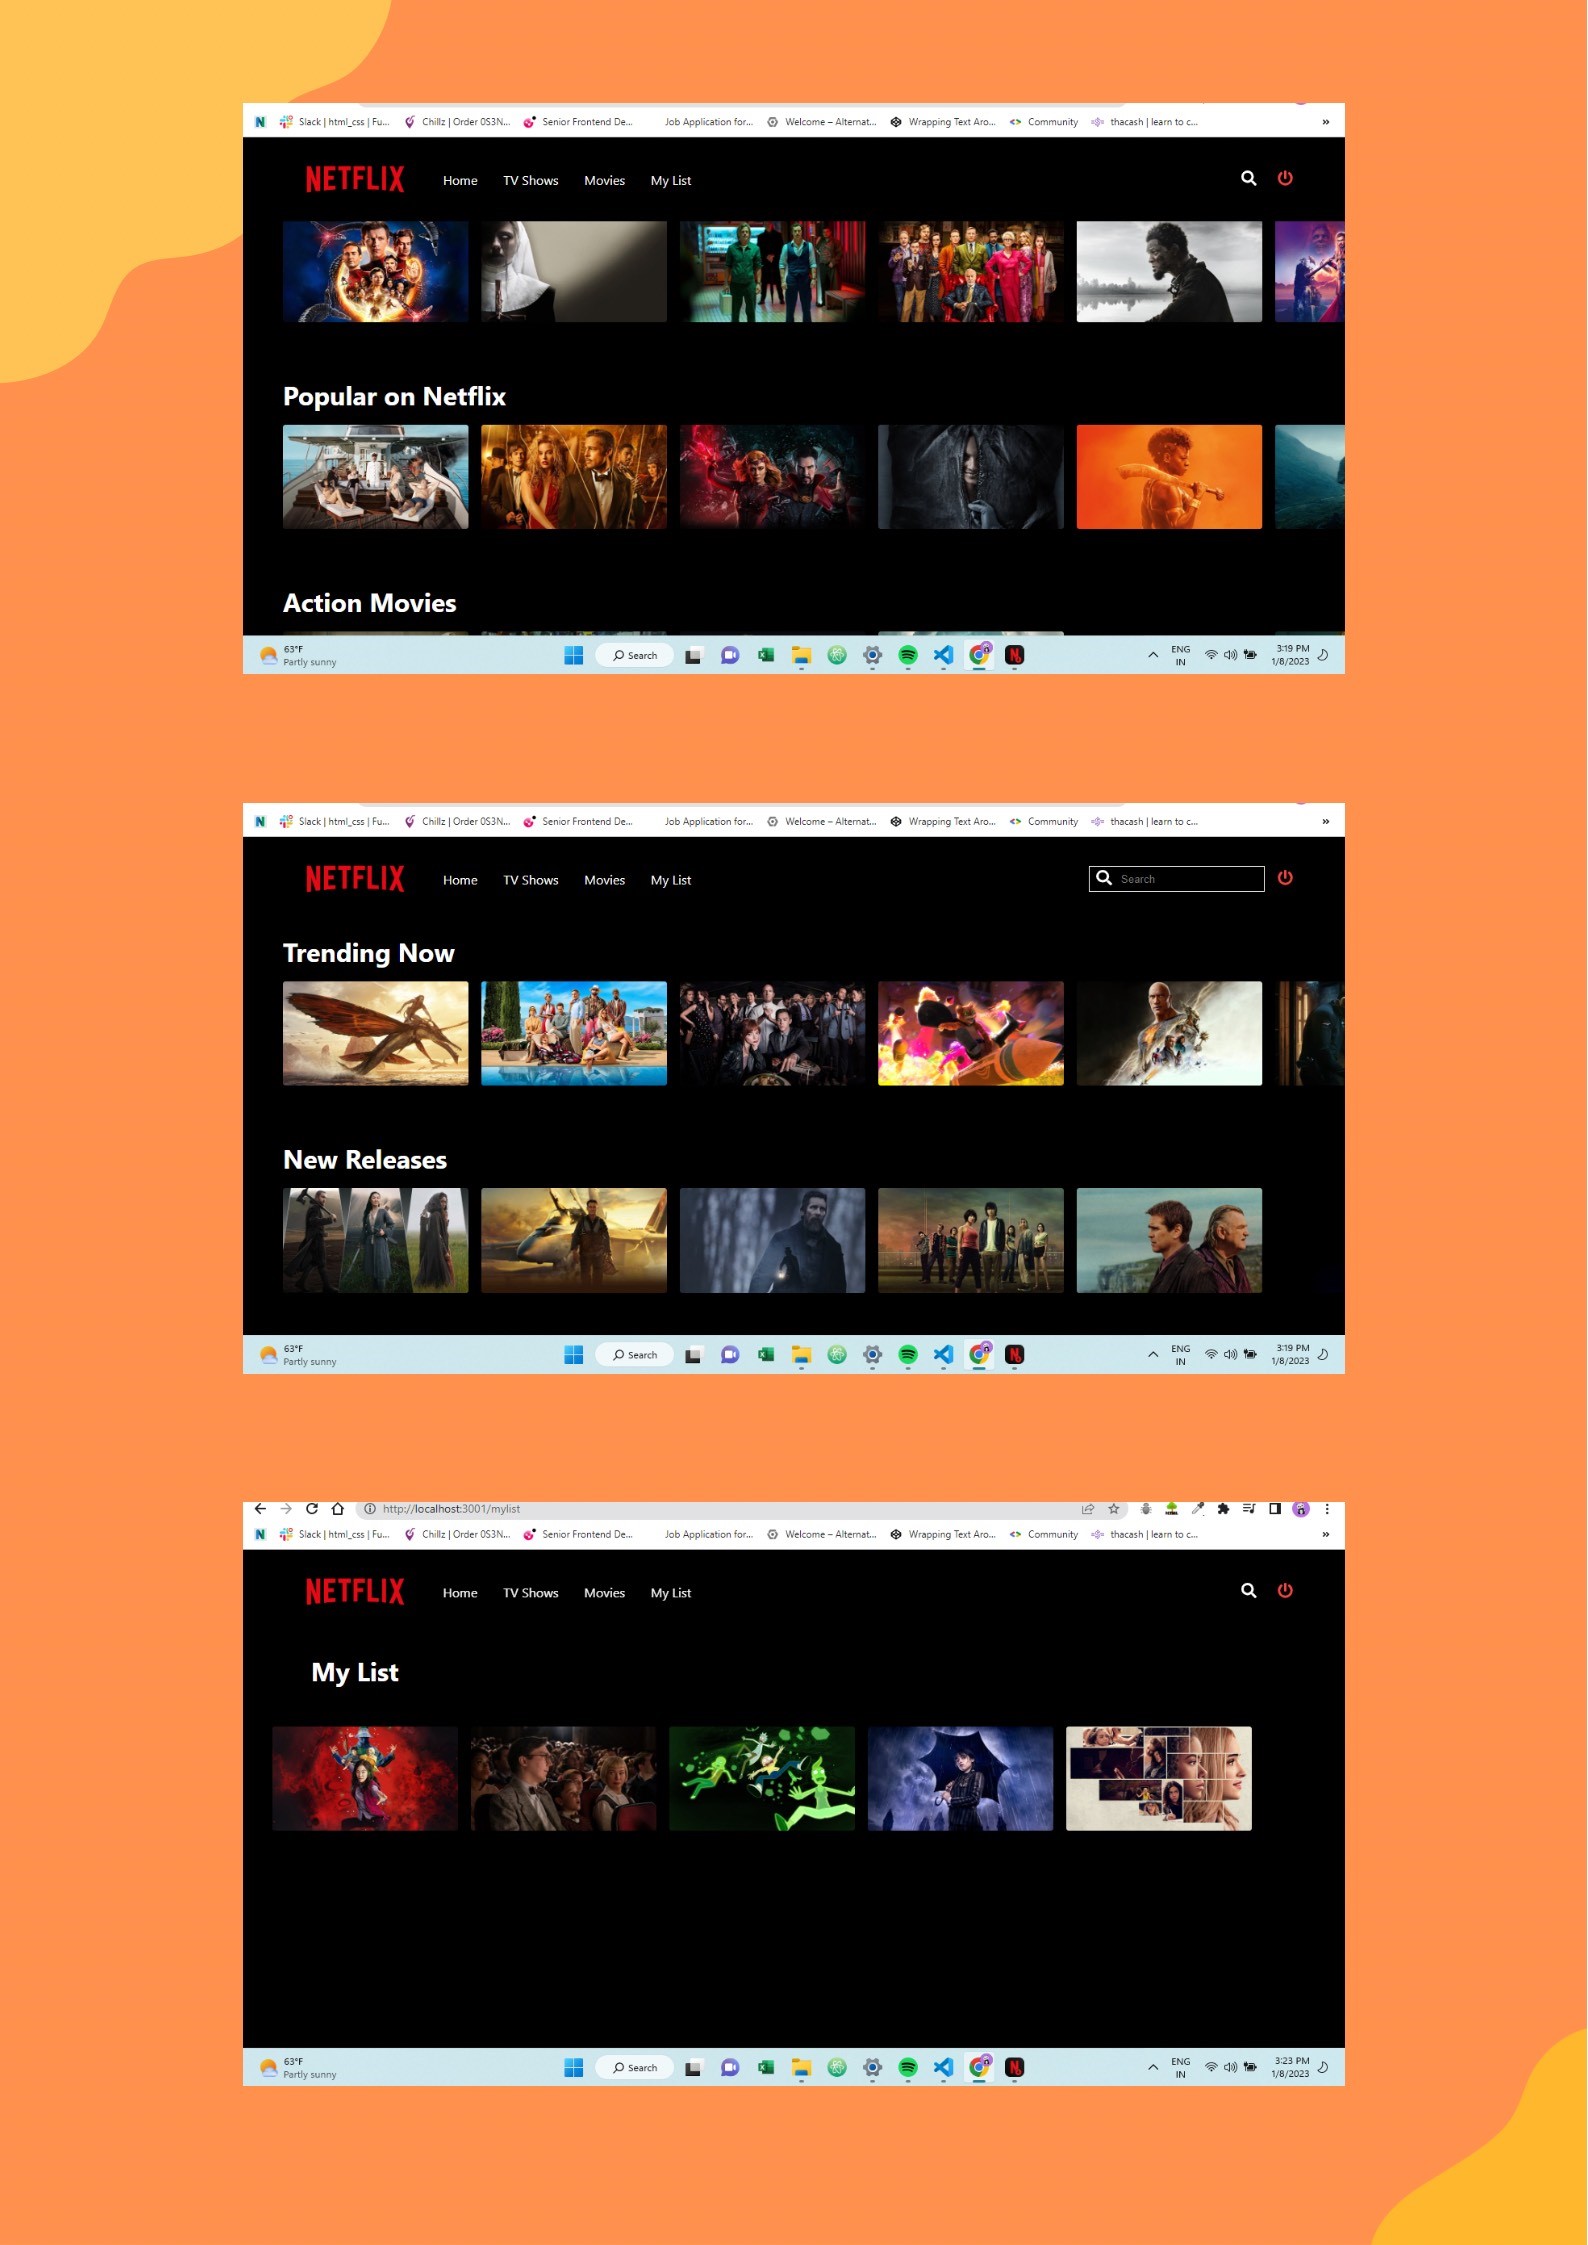 N Slack | html_css | Fu... Chillz | Order 0S3N... Senior Frontend De... Job Application for... Welcome – Alternat... Wrapping Text Aro... Community thacash | learn to c... »
NETFLIX Home TV Shows Movies My List
Popular on Netflix
Action Movies
63°F
Partly sunny
Search
ENG
IN
3:19 PM
1/8/2023
N Slack | html_css | Fu... Chillz | Order 0S3N... Senior Frontend De... Job Application for... Welcome – Alternat... Wrapping Text Aro... Community thacash | learn to c... »
NETFLIX Home TV Shows Movies My List Search
Trending Now
New Releases
63°F
Partly sunny
Search
ENG
IN
3:19 PM
1/8/2023
http://localhost:3001/mylist
N Slack | html_css | Fu... Chillz | Order 0S3N... Senior Frontend De... Job Application for... Welcome – Alternat... Wrapping Text Aro... Community thacash | learn to c... »
NETFLIX Home TV Shows Movies My List
My List
63°F
Partly sunny
Search
ENG
IN
3:23 PM
1/8/2023